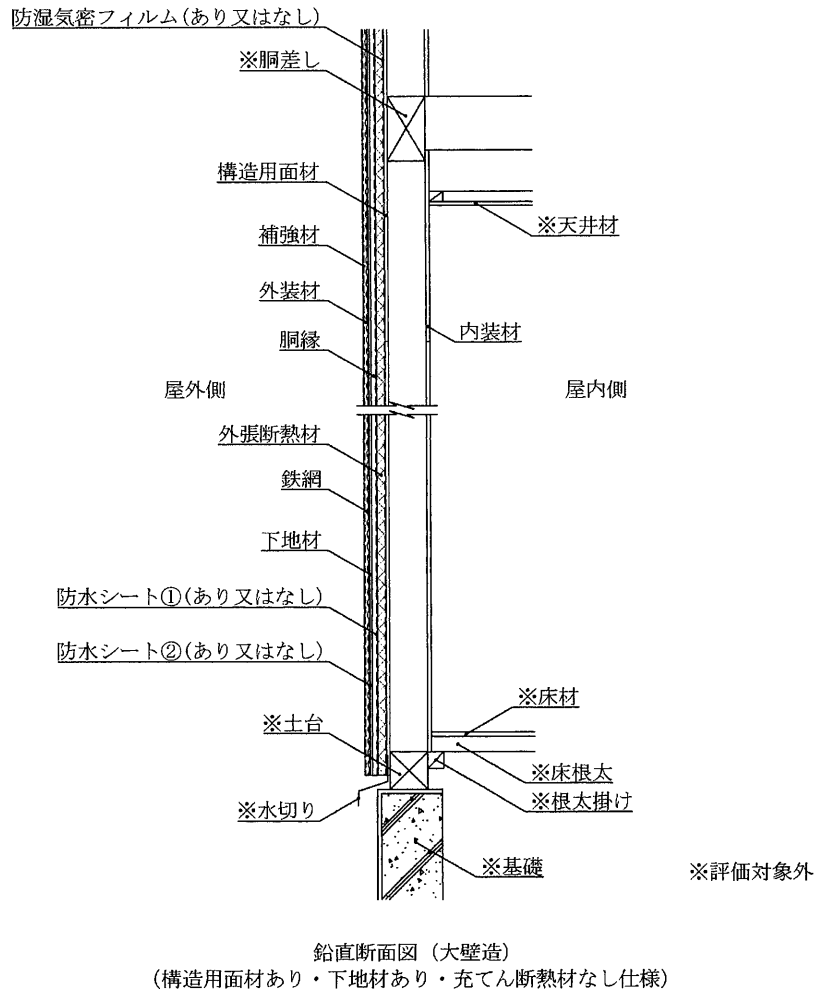 防湿気密フィルム(あり又はなし)
※胴差し
構造用面材
※天井材
補強材
外装材
内装材
胴縁
屋外側
屋内側
外張断熱材
鉄網
下地材
防水シート①(あり又はなし)
防水シート②(あり又はなし)
※床材
※土台
※床根太
※水切り
※根太掛け
※基礎
※評価対象外
鉛直断面図（大壁造）
（構造用面材あり・下地材あり・充てん断熱材なし仕様）